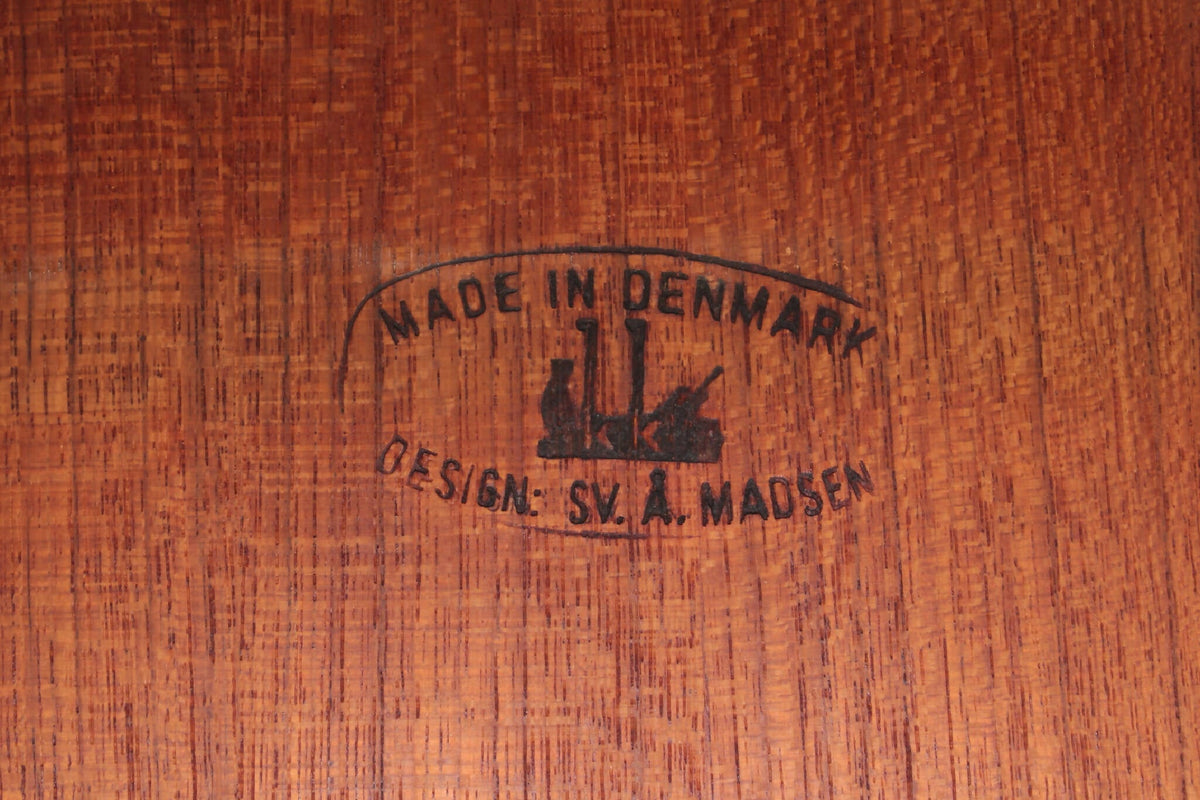 MADE IN DENMARK
kk
DESIGN: SV. Å. MADSEN